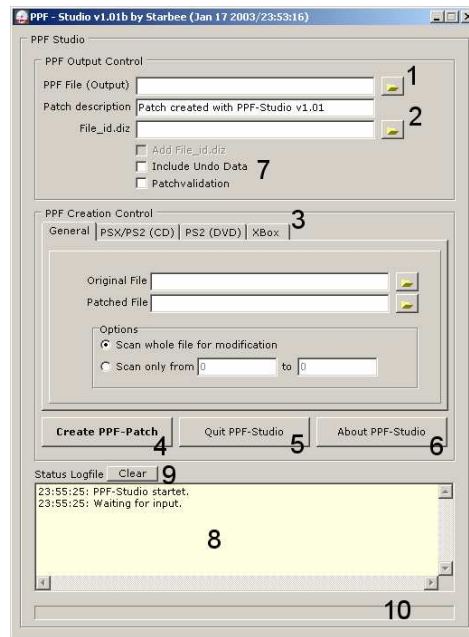 PPF - Studio v1.01b by Starbee (Jan 17 2003/23:53:16)
PPF Studio
PPF Output Control
PPF File (Output)
1
Patch description Patch created with PPF-Studio v1.01
2
File_id.diz
Add File_id.diz
Include Undo Data
7
Patchvalidation
PPF Creation Control
3
General PSX/PS2 (CD) PS2 (DVD) XBox
Original File
Patched File
Options
Scan whole file for modification
Scan only from 0 to 0
Create PPF-Patch Quit PPF-Studio About PPF-Studio
4 5 6
Status Logfile Clear 9
23:55:25: PPF-Studio startet.
23:55:25: Waiting for input.
8
10